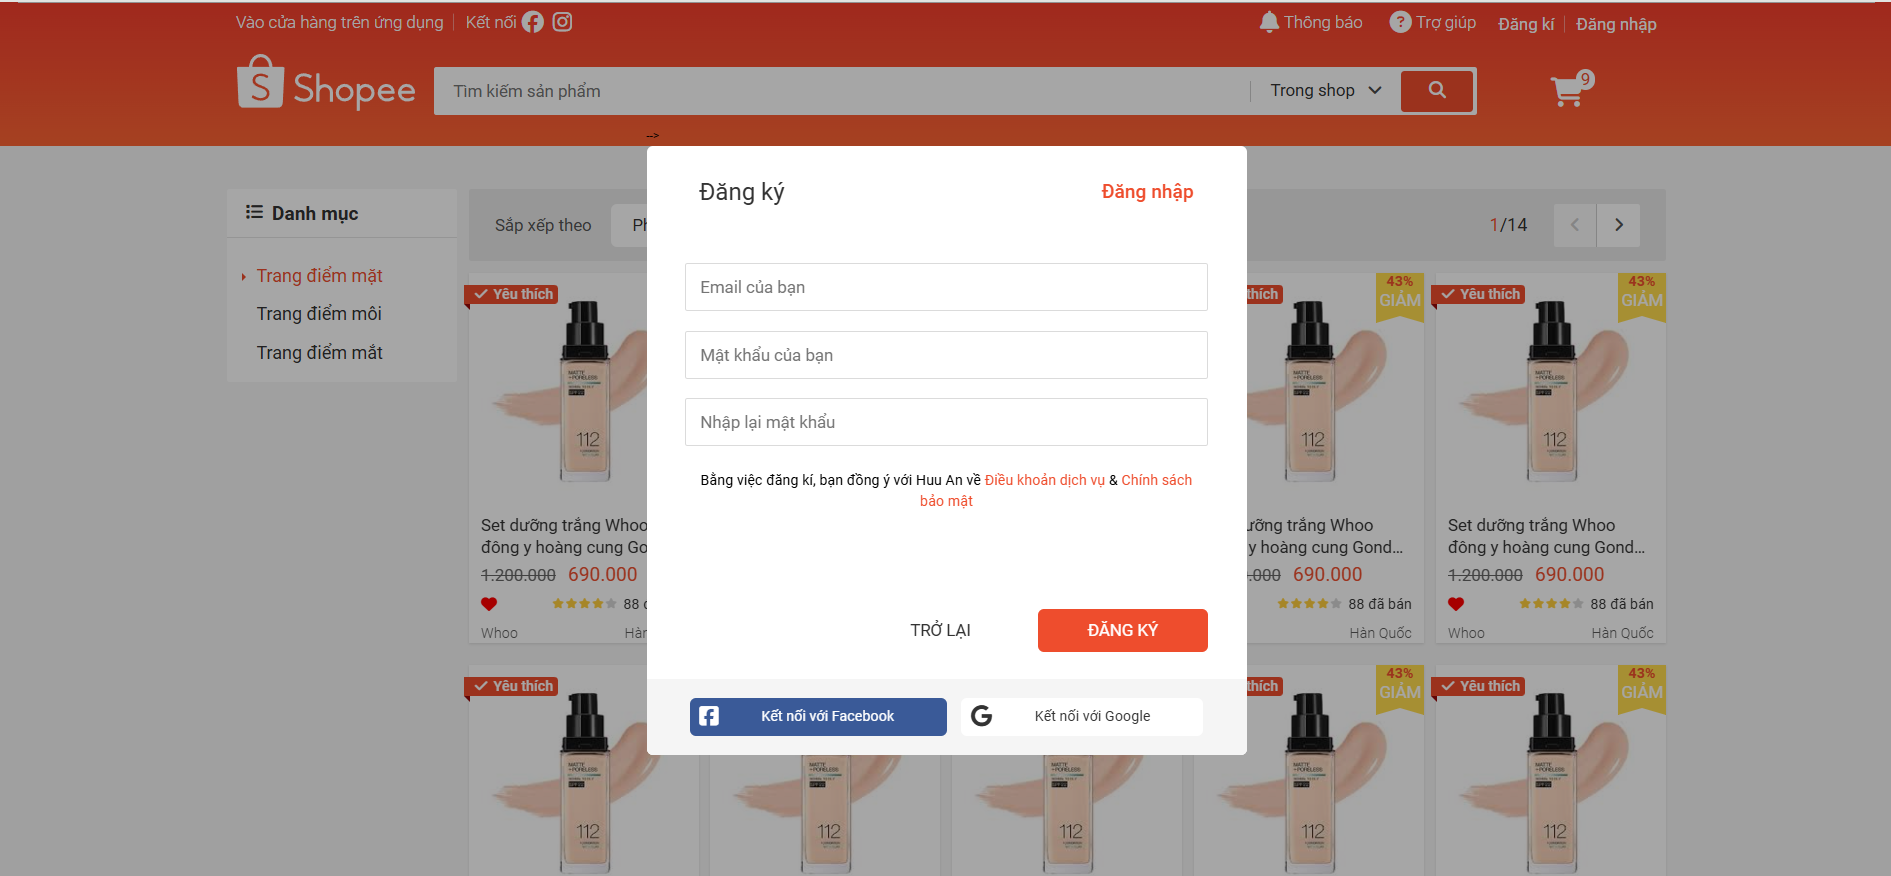 Vào cửa hàng trên ứng dụng Kết nối
Thông báo Trợ giúp Đăng kí Đăng nhập
Shopee
Tìm kiếm sản phẩm Trong shop
9
-->
Danh mục
Trang điểm mặt
Trang điểm môi
Trang điểm mắt
Sắp xếp theo
1/14
Đăng ký Đăng nhập
Email của bạn
Mật khẩu của bạn
Nhập lại mật khẩu
Bằng việc đăng kí, bạn đồng ý với Huu An về Điều khoản dịch vụ & Chính sách
bảo mật
TRỞ LẠI ĐĂNG KÝ
Kết nối với Facebook Kết nối với Google
Yêu thích
112
Set dưỡng trắng Whoo
đông y hoàng cung
1.200.000 690.000
88
Whoo
thích
43%
GIẢM
112
trắng Whoo
y hoàng cung Gond...
.000 690.000
88 đã bán
Hàn Quốc
Yêu thích
43%
GIẢM
MATTE
+PORELESS
112
Set dưỡng trắng Whoo
đông y hoàng cung Gond...
1.200.000 690.000
88 đã bán
Whoo Hàn Quốc
Yêu thích
112
112
112
thích
43%
GIẢM
112
Yêu thích
43%
GIẢM
112